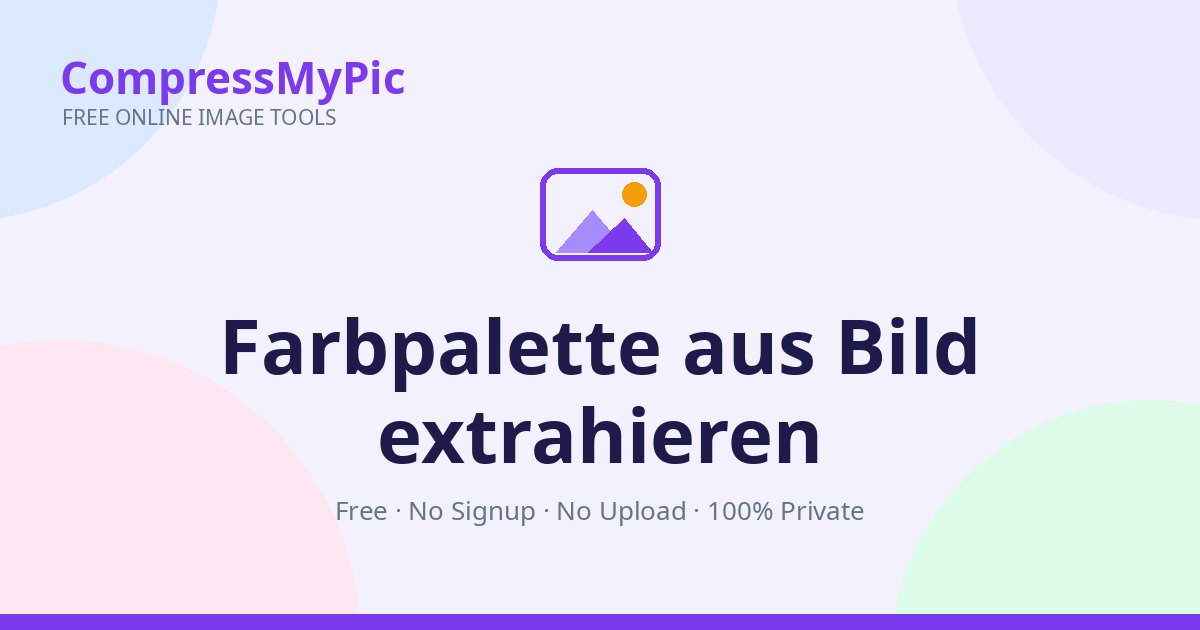 CompressMyPic
FREE ONLINE IMAGE TOOLS
Farbpalette aus Bild
extrahieren
Free · No Signup · No Upload · 100% Private